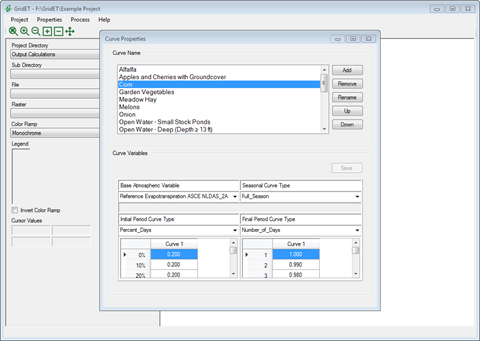 GridET - F:\GridET\Example Project
Project Properties Process Help
Project Directory
Output Calculations
Sub Directory
File
Raster
Color Ramp
Monochrome
Legend
Invert Color Ramp
Cursor Values
Curve Properties
Curve Name
Alfalfa
Apples and Cherries with Groundcover
Corn
Garden Vegetables
Meadow Hay
Melons
Onion
Open Water - Small Stock Ponds
Open Water - Deep (Depth ≥ 13 ft)
Add
Remove
Rename
Up
Down
Curve Variables
Save
Base Atmospheric Variable Seasonal Curve Type
Reference Evapotranspiration ASCE NLDAS_2A Full_Season
Initial Period Curve Type Final Period Curve Type
Percent_Days Number_of_Days
Curve 1 Curve 1
0% 0.200 1 1.000
10% 0.200 2 0.990
20% 0.200 3 0.980